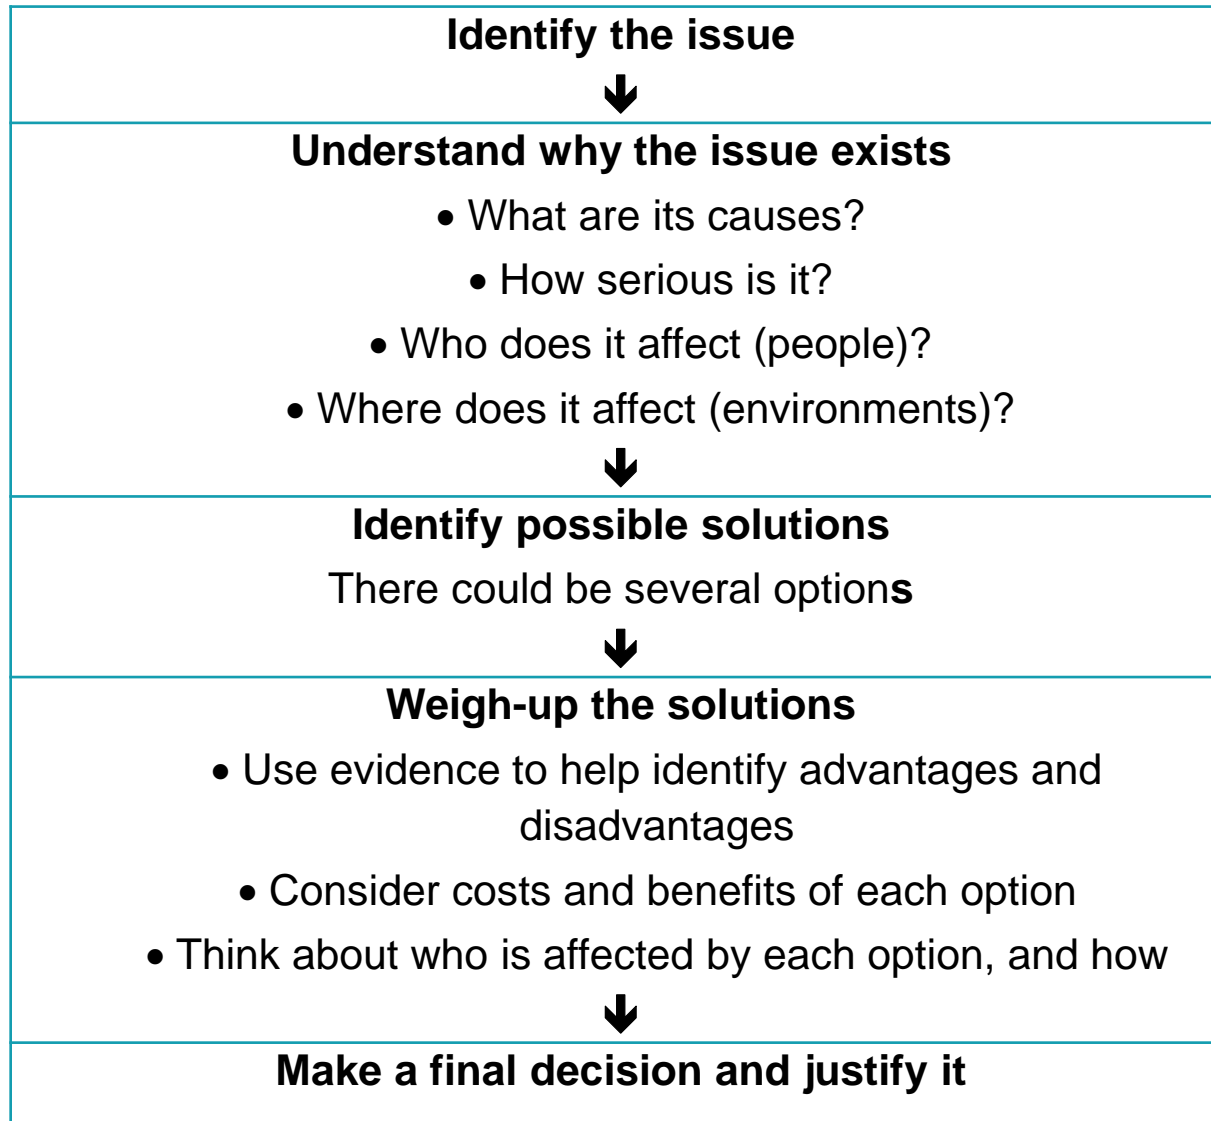 Identify the issue
🡻
Understand why the issue exists
• What are its causes?
• How serious is it?
• Who does it affect (people)?
• Where does it affect (environments)?
🡻
Identify possible solutions
There could be several options
🡻
Weigh-up the solutions
• Use evidence to help identify advantages and
disadvantages
• Consider costs and benefits of each option
• Think about who is affected by each option, and how
🡻
Make a final decision and justify it